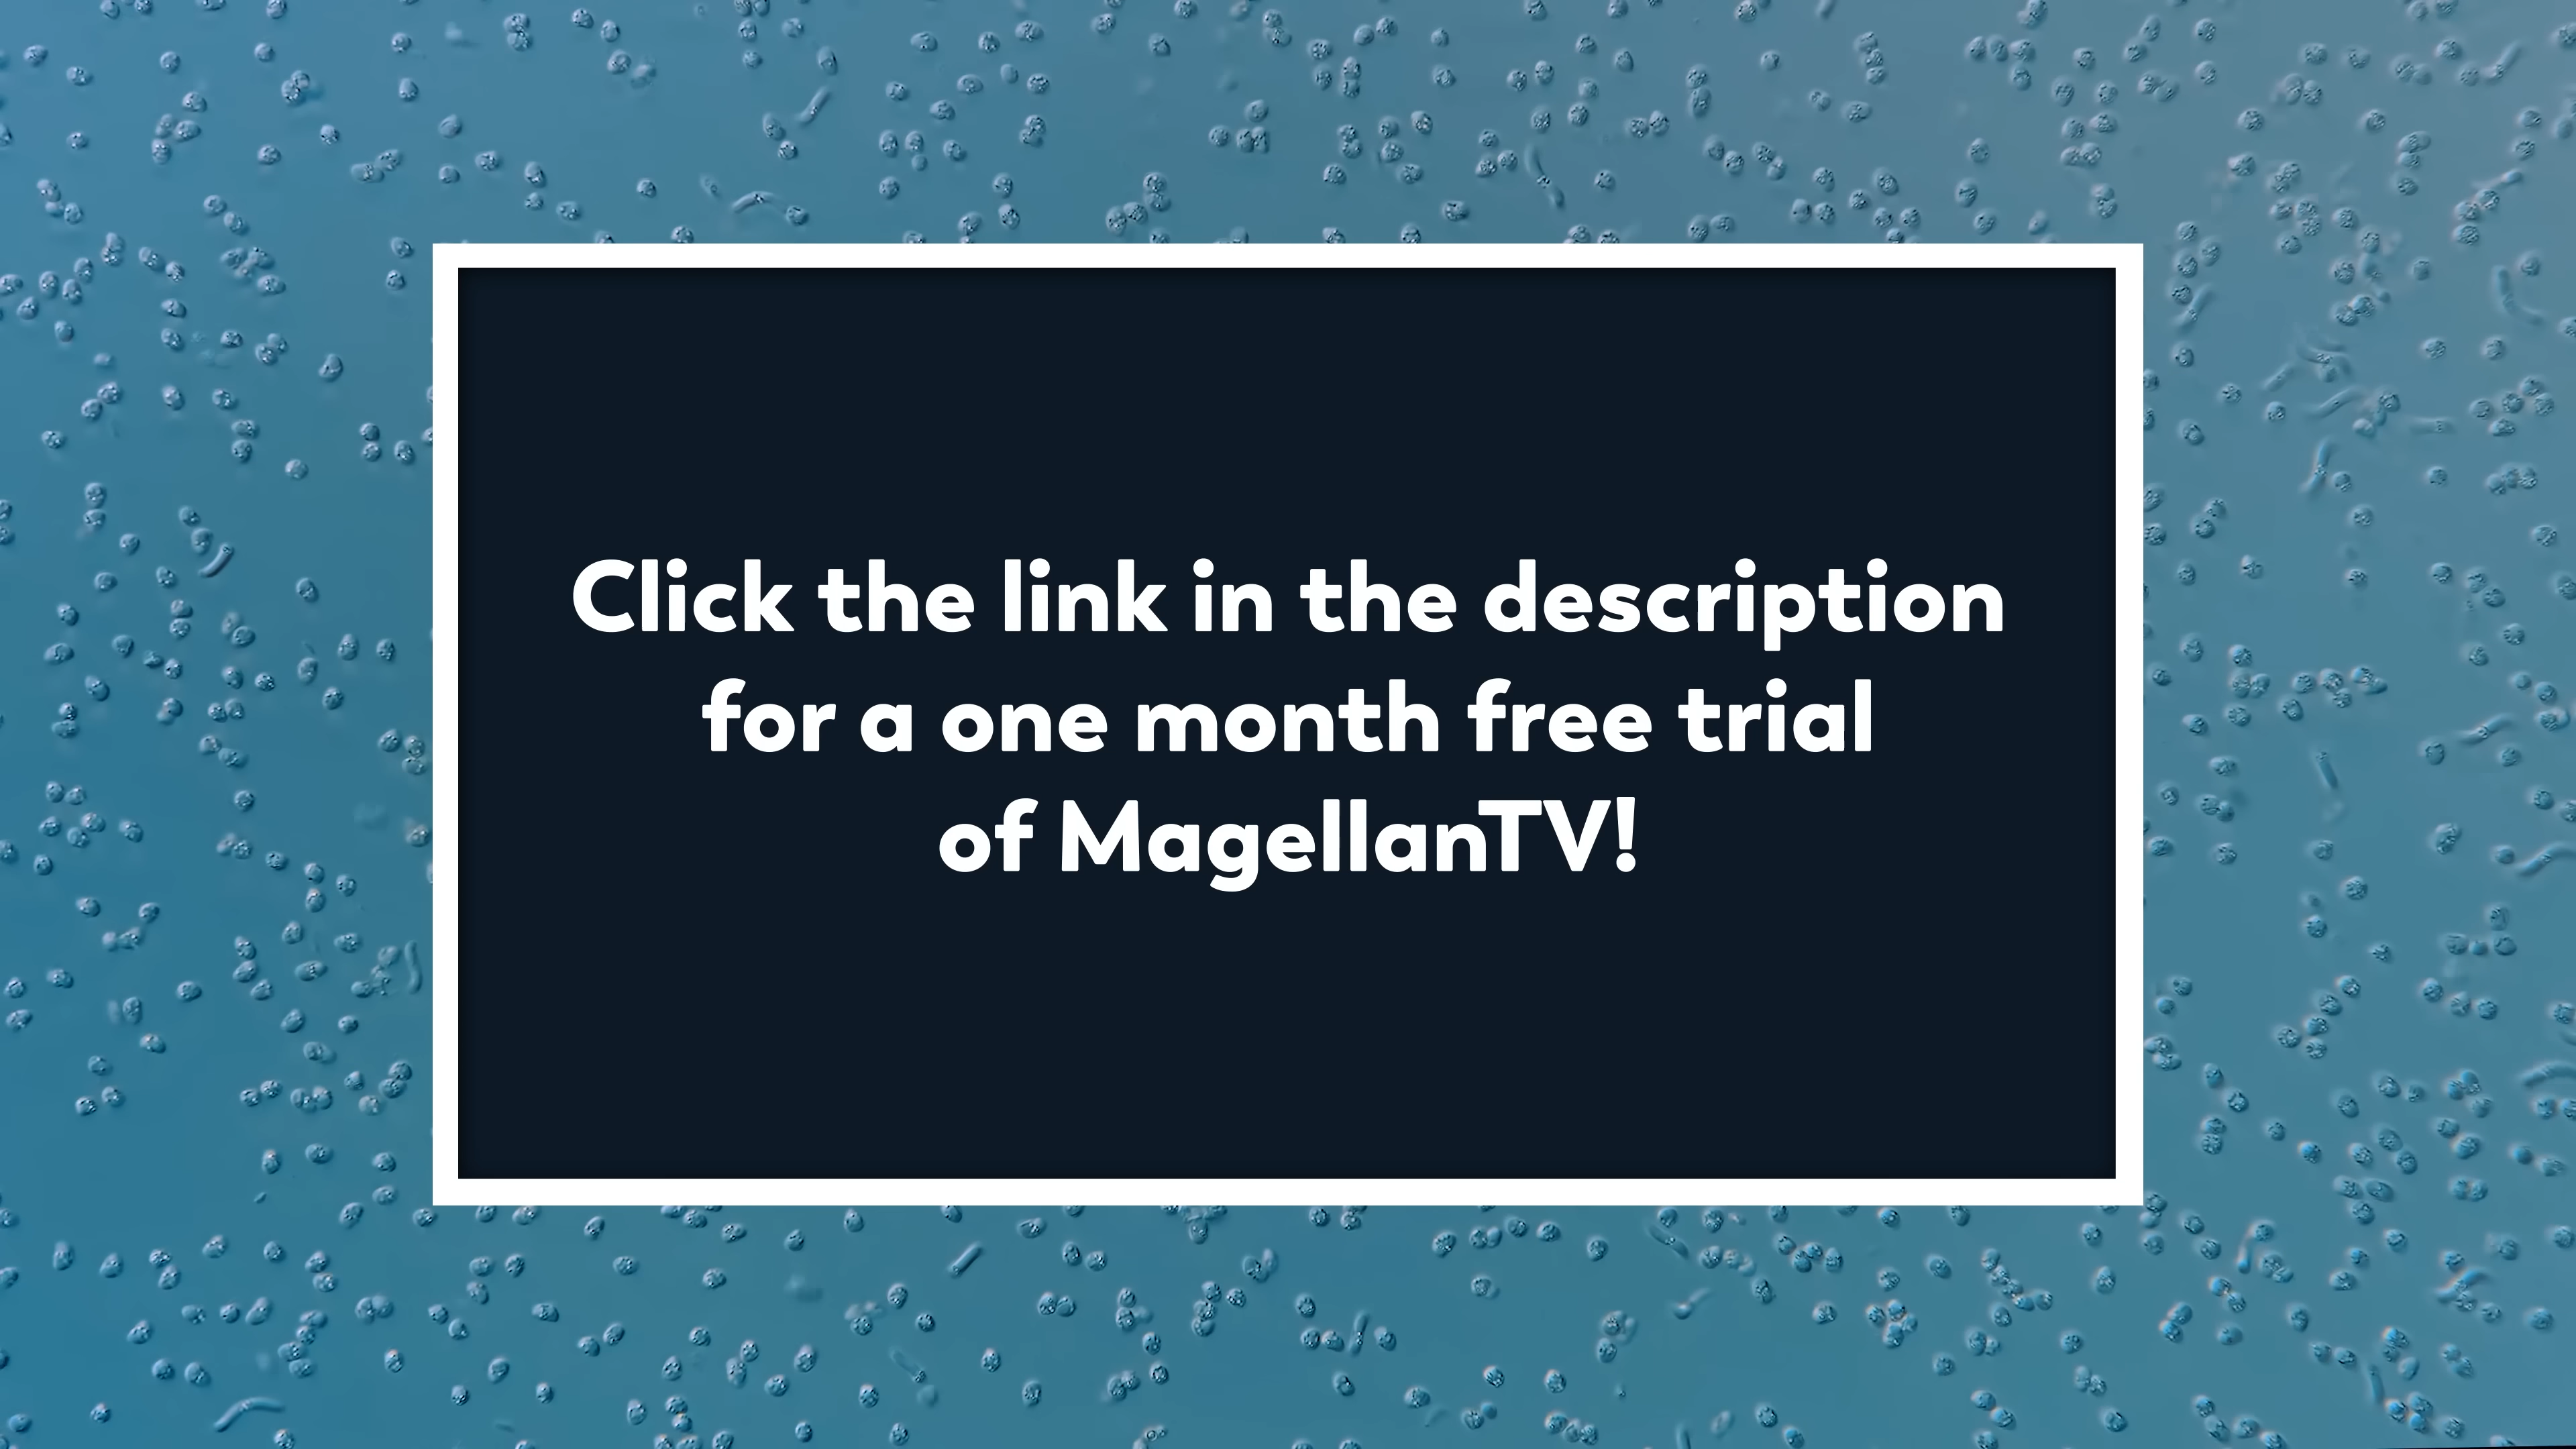 Click the link in the description
for a one month free trial
of MagellanTV!